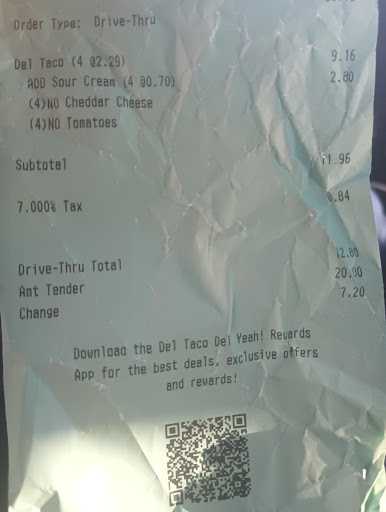 Order Type: Drive-Thru
Del Taco (4 @2.29) 9.16
ADD Sour Cream (4 @0.70) 2.80
(4)NO Cheddar Cheese
(4)NO Tomatoes
Subtotal 11.96
7.000% Tax 0.84
Drive-Thru Total 12.80
Amt Tender 20.00
Change 7.20
Download the Del Taco Del Yeah! Rewards
App for the best deals, exclusive offers
and rewards!